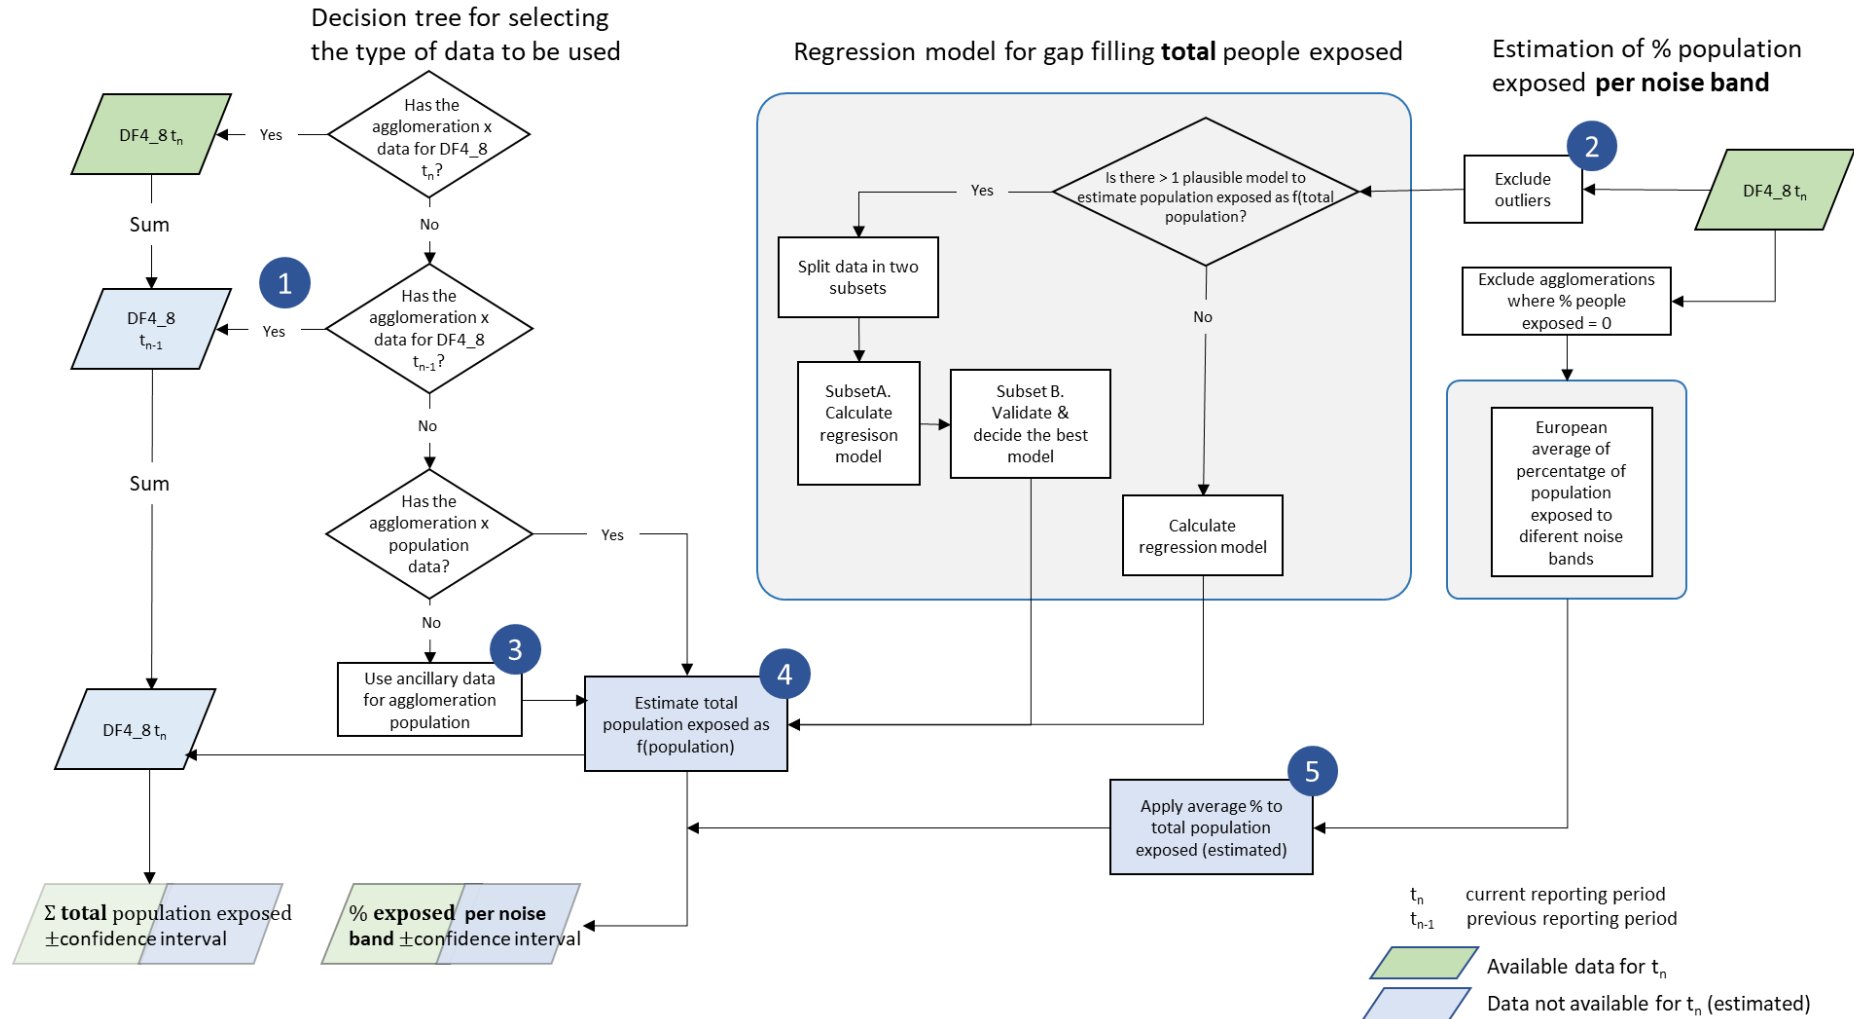 Decision tree for selecting
the type of data to be used
Regression model for gap filling total people exposed
Estimation of % population
exposed per noise band
DF4_8 tn
Yes
Has the
agglomeration x
data for DF4_8
tn?
No
Sum
1
DF4_8
tn-1
Yes
Has the
agglomeration x
data for DF4_8
tn-1?
No
Sum
Has the
agglomeration x
population
data?
Yes
No
3
Use ancillary data
for agglomeration
population
4
Estimate total
population exposed as
f(population)
DF4_8 tn
Σ total population exposed
±confidence interval
% exposed per noise
band ±confidence interval
Is there > 1 plausible model to
estimate population exposed as f(total
population?
Yes
No
Split data in two
subsets
SubsetA.
Calculate
regresison
model
Subset B.
Validate &
decide the best
model
Calculate
regression model
2
Exclude
outliers
DF4_8 tn
Exclude agglomerations
where % people
exposed = 0
European
average of
percentatge of
population
exposed to
diferent noise
bands
5
Apply average % to
total population
exposed (estimated)
tn current reporting period
tn-1 previous reporting period
Available data for tn
Data not available for tn (estimated)